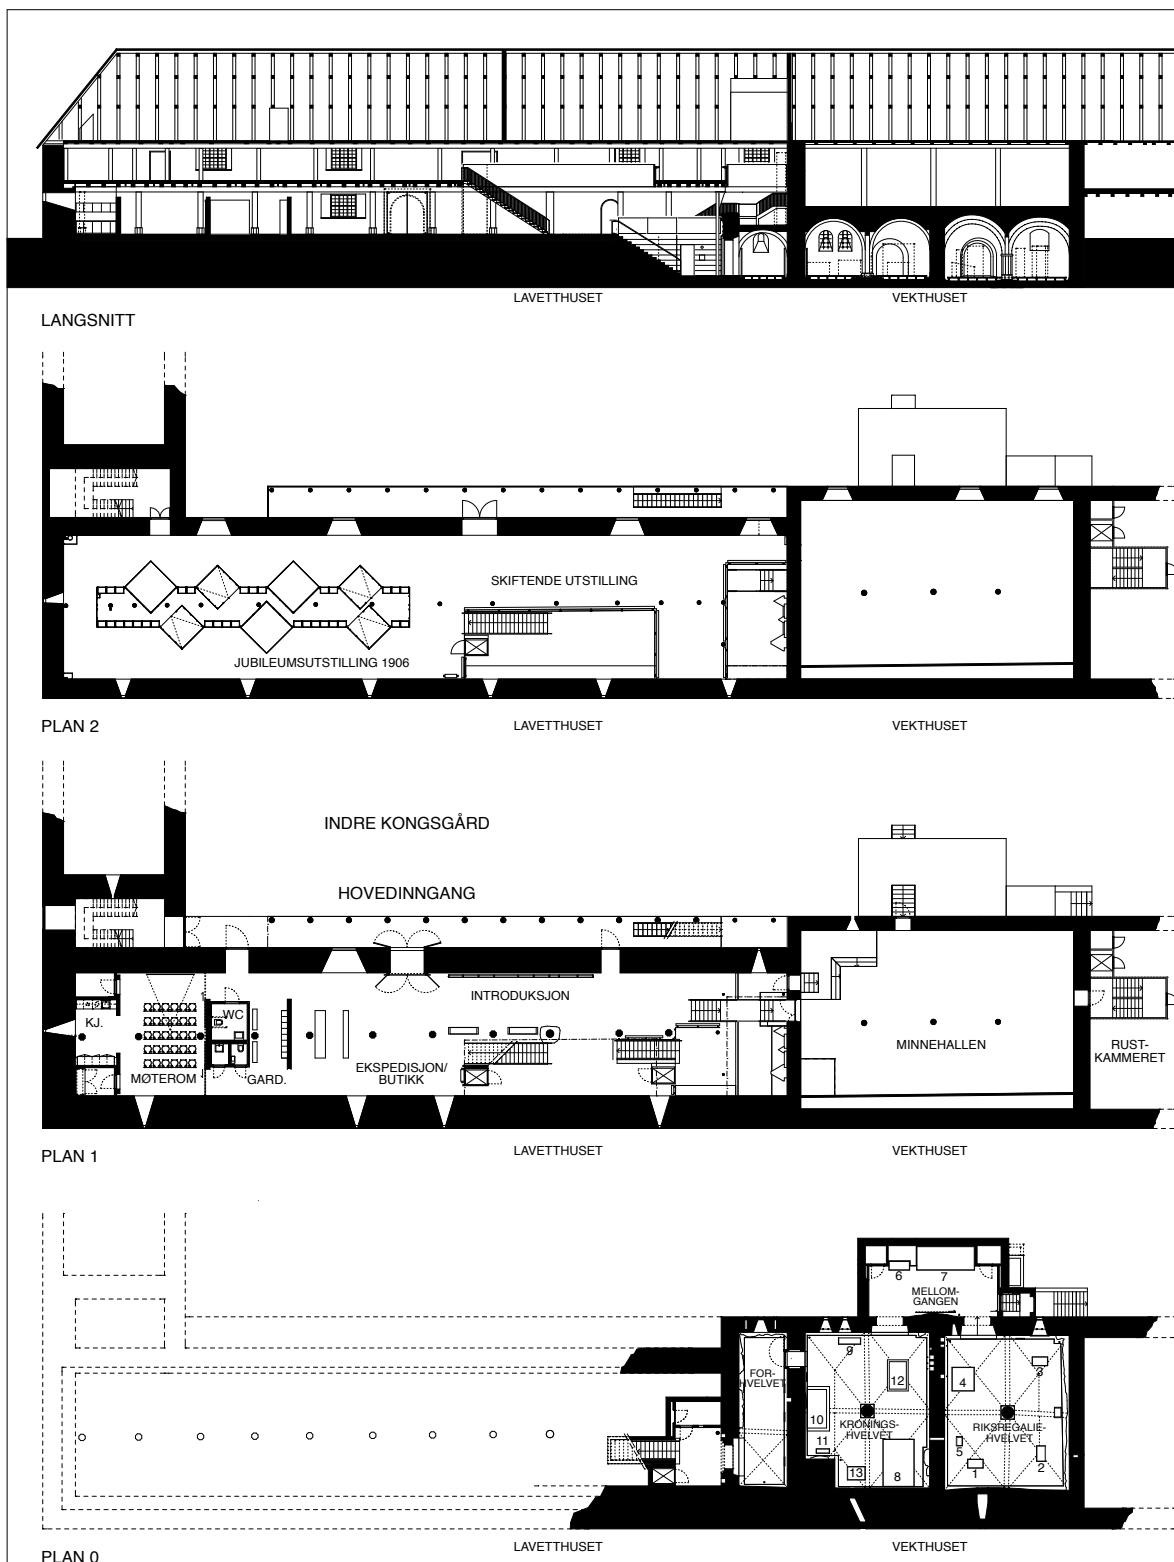 LAVETTHUSET VEKTHUSET
LANGSNITT
SKIFTENDE UTSTILLING
JUBILEUMSUTSTILLING 1906
PLAN 2 LAVETTHUSET VEKTHUSET
INDRE KONGSGÅRD
HOVEDINNGANG
INTRODUKSJON
WC
KJ.
MINNEHALLEN
RUST-
KAMMERET
EKSPEDISJON/
BUTIKK
MØTEROM
GARD.
PLAN 1 LAVETTHUSET VEKTHUSET
6 7
MELLOM-
GANGEN
9
3
FOR-
HVELVET
12
4
10
KRONINGS-
HVELVET
RIKSREGALIE-
HVELVET
11
5
2
13
8
1
PLAN 0 LAVETTHUSET VEKTHUSET